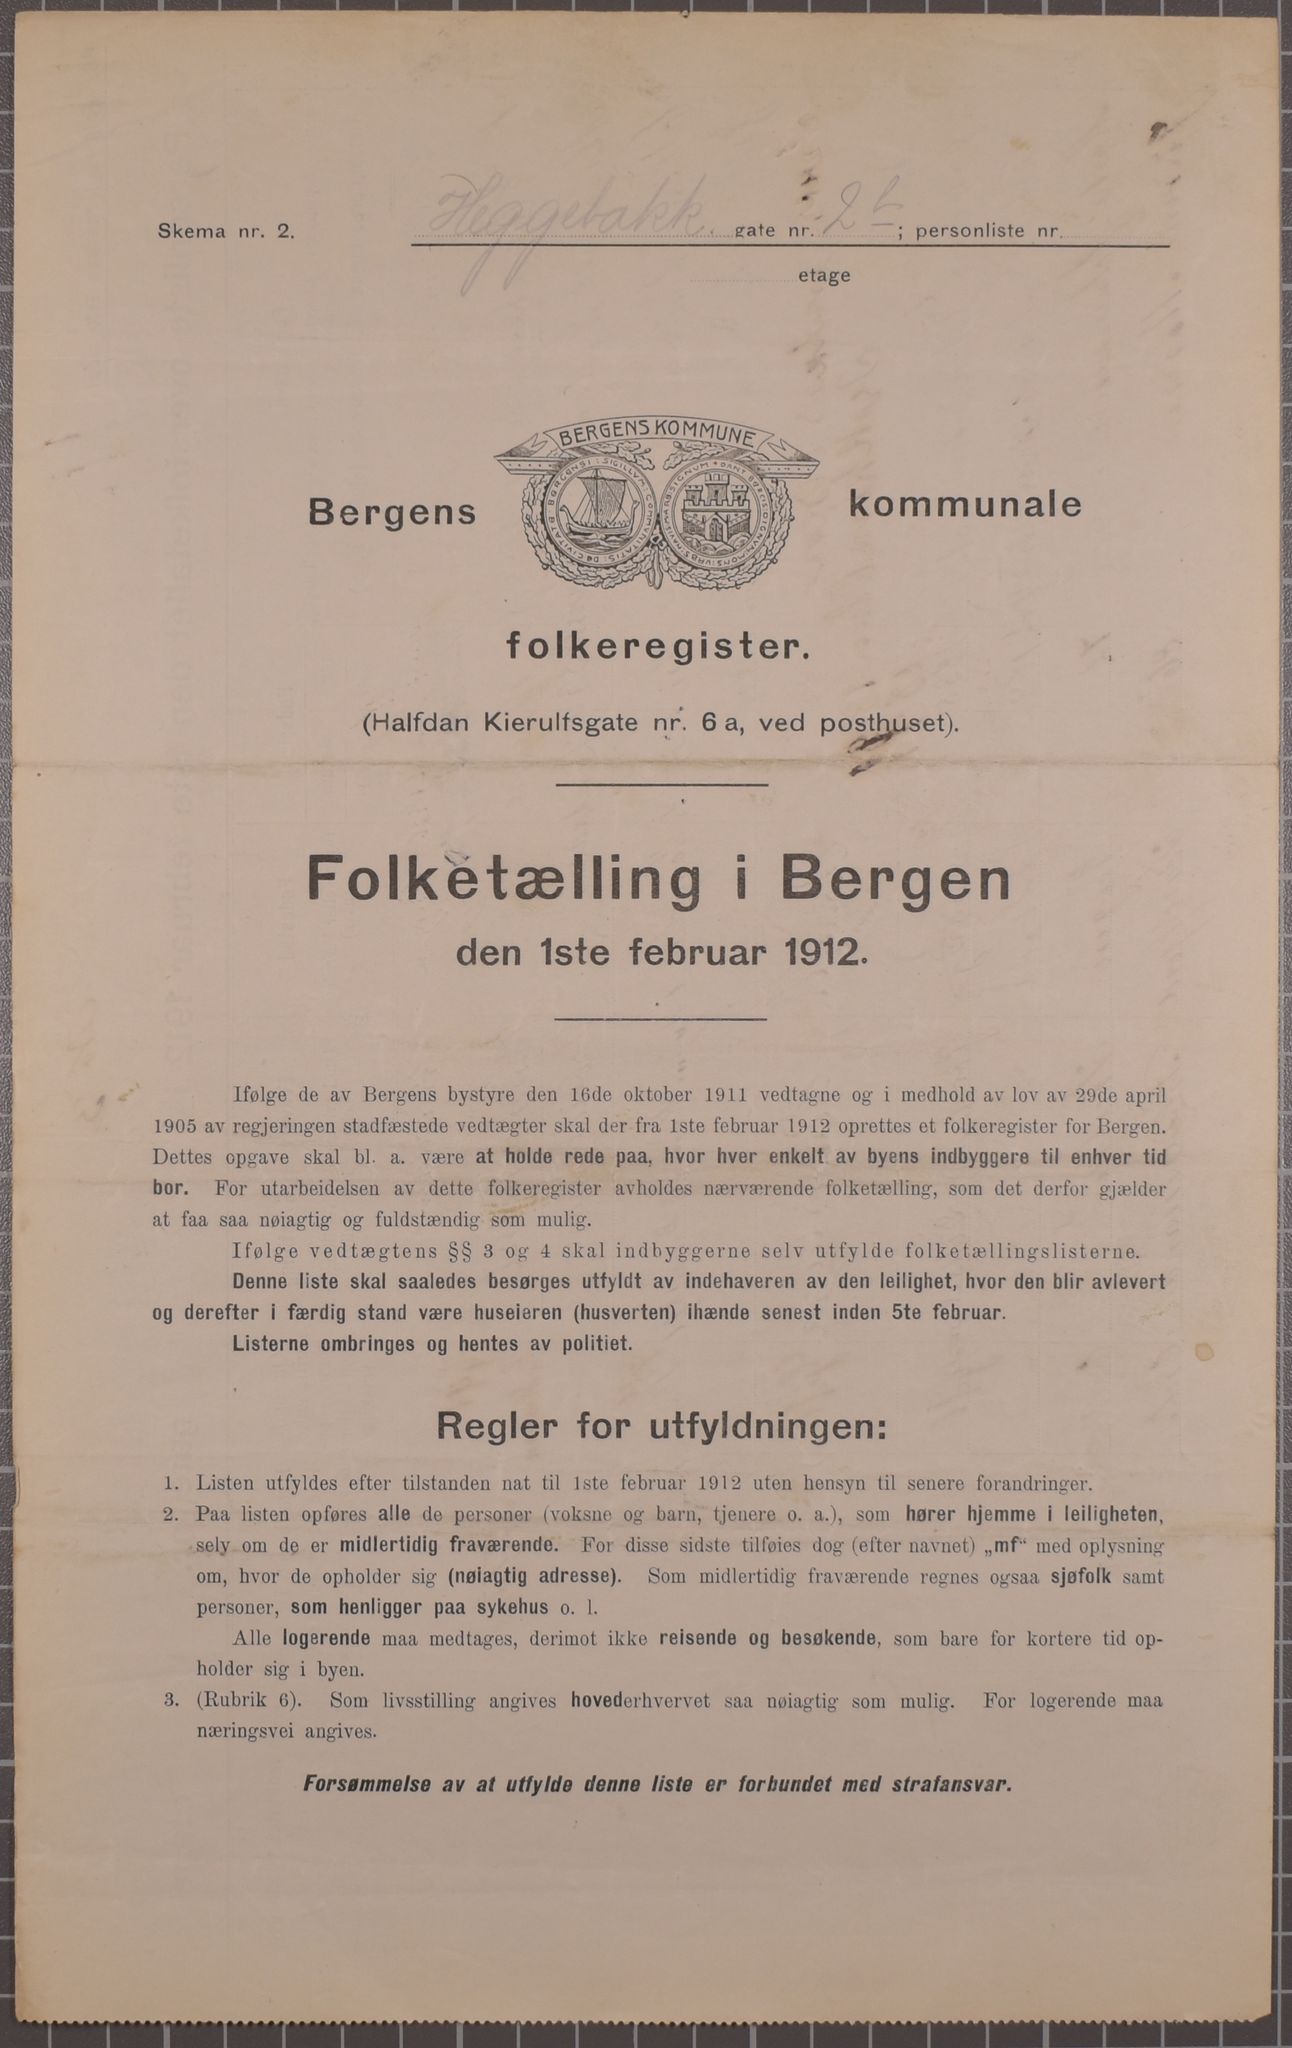 Skema nr. 2. Heggebakk. gate nr. 2 b; personliste nr.
etage
BERGENS KOMMUNE
Bergens kommunale
folkeregister.
(Halfdan Kierulfsgate nr. 6 a, ved posthuset).
Folketælling i Bergen
den 1ste februar 1912.
Ifølge de av Bergens bystyre den 16de oktober 1911 vedtagne og i medhold av lov av 29de april
1905 av regjeringen stadfæstede vedtægter skal der fra 1ste februar 1912 oprettes et folkeregister for Bergen.
Dettes opgave skal bl. a. være at holde rede paa, hvor hver enkelt av byens indbyggere til enhver tid
bor. For utarbeidelsen av dette folkeregister avholdes nærværende folketælling, som det derfor gjælder
at faa saa nøiagtig og fuldstændig som mulig.
Ifølge vedtægtens §§ 3 og 4 skal indbyggerne selv utfylde folketællingslisterne.
Denne liste skal saaledes besørges utfyldt av indehaveren av den leilighet, hvor den blir avlevert
og derefter i færdig stand være huseieren (husverten) ihænde senest inden 5te februar.
Listerne ombringes og hentes av politiet.
Regler for utfyldningen:
1. Listen utfyldes efter tilstanden nat til 1ste februar 1912 uten hensyn til senere forandringer.
2. Paa listen opføres alle de personer (voksne og barn, tjenere o. a.), som hører hjemme i leiligheten,
selv om de er midlertidig fraværende. For disse sidste tilføies dog (efter navnet) „mf“ med oplysning
om, hvor de opholder sig (nøiagtig adresse). Som midlertidig fraværende regnes ogsaa sjøfolk samt
personer, som henligger paa sykehus o. l.
Alle logerende maa medtages, derimot ikke reisende og besøkende, som bare for kortere tid op-
holder sig i byen.
3. (Rubrik 6). Som livsstilling angives hovederhvervet saa nøiagtig som mulig. For logerende maa
næringsvei angives.
Forsømmelse av at utfylde denne liste er forbundet med strafansvar.